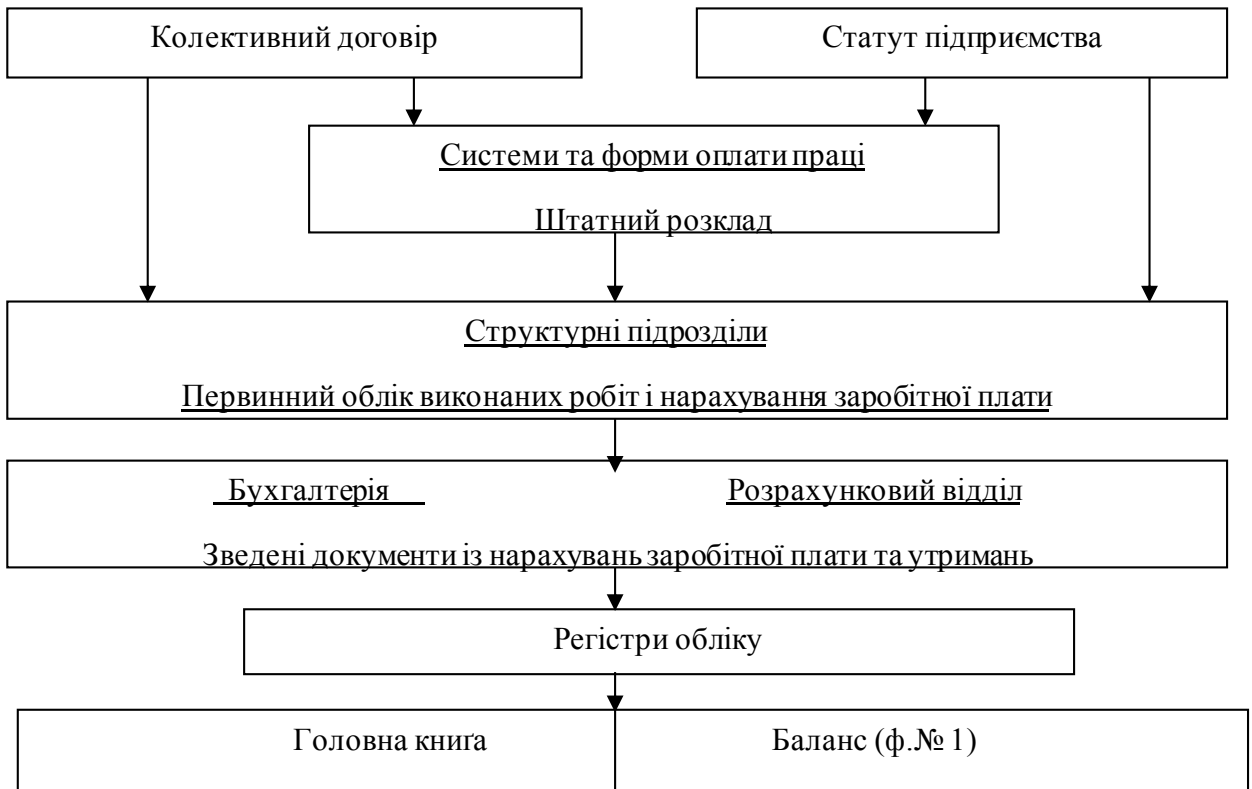 Колективний договір
Статут підприємства
Системи та форми оплати праці
Штатний розклад
Структурні підрозділи
Первинний облік виконаних робіт і нарахування заробітної плати
Бухгалтерія
Розрахунковий відділ
Зведені документи із нарахувань заробітної плати та утримань
Регістри обліку
Головна книґа
Баланс (ф.№ 1)